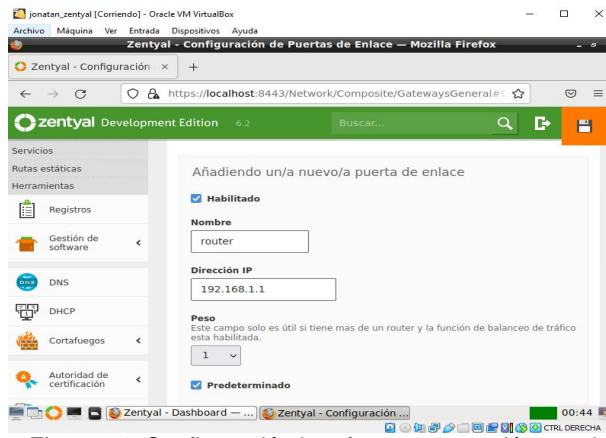 jonatan_zentyal [Corriendo] - Oracle VM VirtualBox
Archivo Máquina Ver Entrada Dispositivos Ayuda
Zentyal - Configuración de Puertas de Enlace — Mozilla Firefox
Zentyal - Configuración
https://localhost:8443/Network/Composite/GatewaysGeneral#
zentyal Development Edition 6.2
Buscar...
Servicios
Rutas estáticas
Herramientas
Registros
Gestión de
software
DNS
DHCP
Cortafuegos
Autoridad de
certificación
Añadiendo un/a nuevo/a puerta de enlace
Habilitado
Nombre
router
Dirección IP
192.168.1.1
Peso
Este campo solo es útil si tiene mas de un router y la función de balanceo de tráfico
esta habilitada.
1
Predeterminado
Zentyal - Dashboard — ...
Zentyal - Configuración ...
00:44
CTRL DERECHA